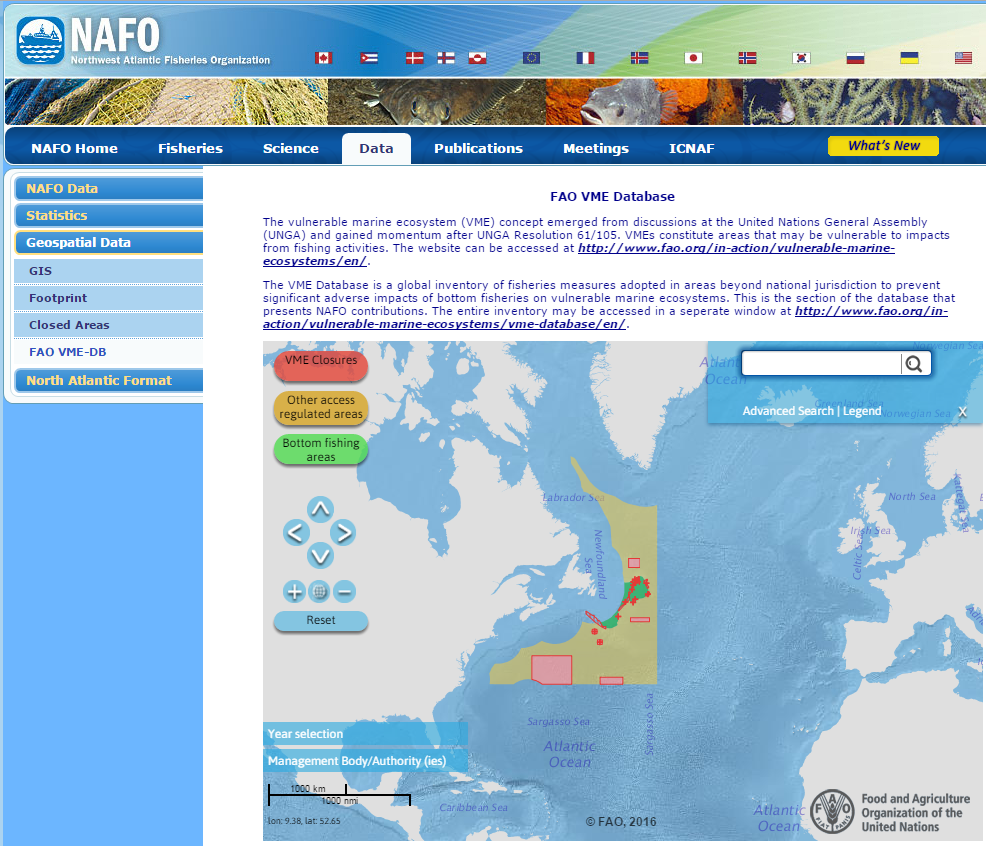 NAFO
Northwest Atlantic Fisheries Organization
NAFO Home
Fisheries
Science
Data
Publications
Meetings
ICNAF
What's New
NAFO Data
Statistics
Geospatial Data
GIS
Footprint
Closed Areas
FAO VME-DB
North Atlantic Format
FAO VME Database
The vulnerable marine ecosystem (VME) concept emerged from discussions at the United Nations General Assembly
(UNGA) and gained momentum after UNGA Resolution 61/105. VMEs constitute areas that may be vulnerable to impacts
from fishing activities. The website can be accessed at http://www.fao.org/in-action/vulnerable-marine-
ecosystems/en/.
The VME Database is a global inventory of fisheries measures adopted in areas beyond national jurisdiction to prevent
significant adverse impacts of bottom fisheries on vulnerable marine ecosystems. This is the section of the database that
presents NAFO contributions. The entire inventory may be accessed in a seperate window at http://www.fao.org/in-
action/vulnerable-marine-ecosystems/vme-database/en/.
VME Closures
Other access
regulated areas
Bottom fishing
areas
Reset
Atlantic
Ocean
Norwegian Sea
Greenland Sea
Norwegian Sea
Advanced Search | Legend
X
Labrador Sea
Newfoundland
Sea
North Sea
Kattegat Sea
Irish Sea
Celtic Sea
Sargasso Sea
Sargasso Sea
Atlantic
Ocean
Caribbean Sea
Atlantic
Ocean
Year selection
Management Body/Authority (ies)
1000 km
1000 nmi
lon: 9.38, lat: 52.65
© FAO, 2016
FAO
FIAT PANIS
Food and Agriculture
Organization of the
United Nations